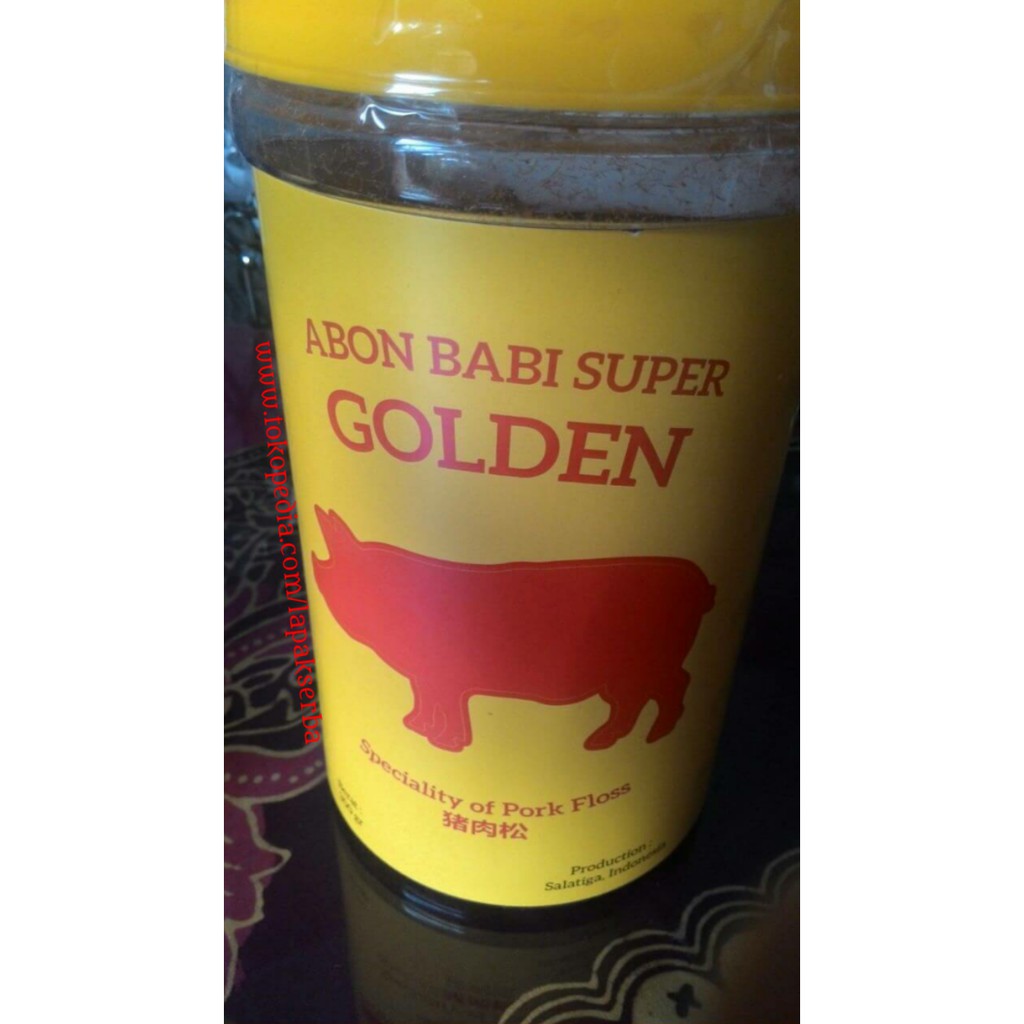 ABON BABI SUPER
GOLDEN
Speciality of Pork Floss
猪肉松
Production :
Salatiga, Indonesia
www.tokopedia.com/lapakserba